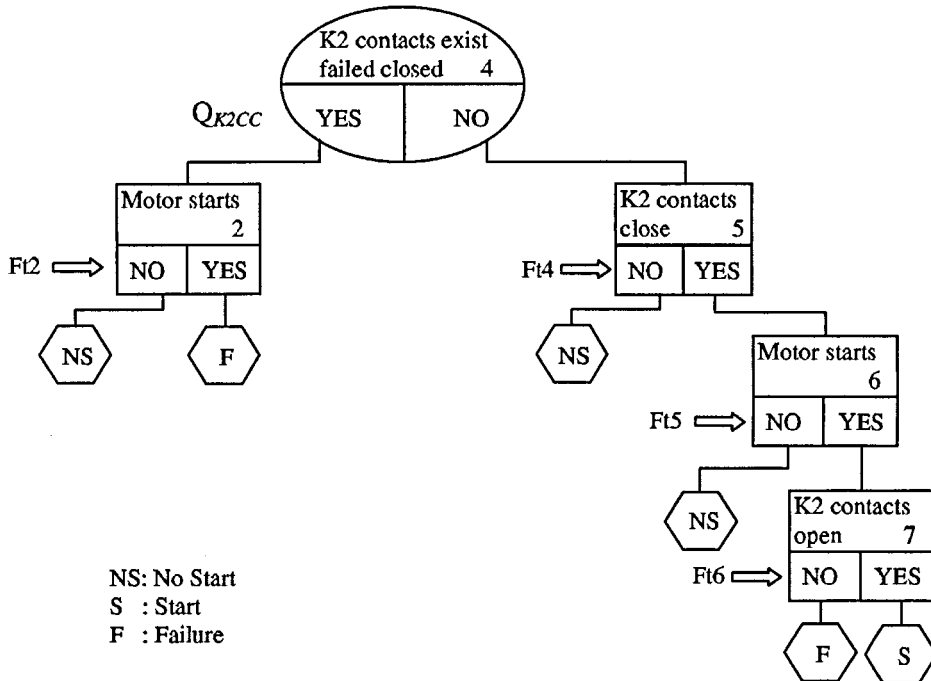 K2 contacts exist
failed closed 4
QK2CC
YES
NO
Motor starts
2
Ft2
NO
YES
NS
F
K2 contacts
close 5
Ft4
NO
YES
NS
Motor starts
6
Ft5
NO
YES
NS
K2 contacts
open 7
Ft6
NO
YES
F
S
NS: No Start
S : Start
F : Failure